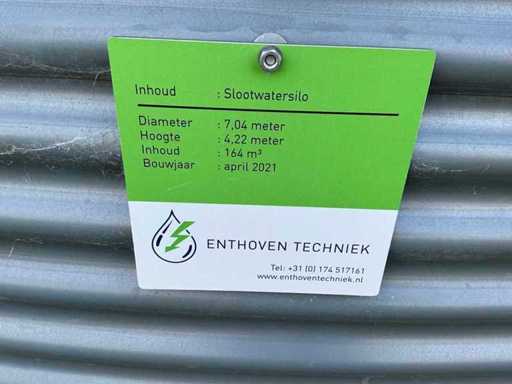 Inhoud : Slootwatersilo
Diameter : 7,04 meter
Hoogte : 4,22 meter
Inhoud : 164 m³
Bouwjaar : april 2021
ENTHOVEN TECHNIEK
Tel: +31 (0) 174 517161
www.enthoventechniek.nl